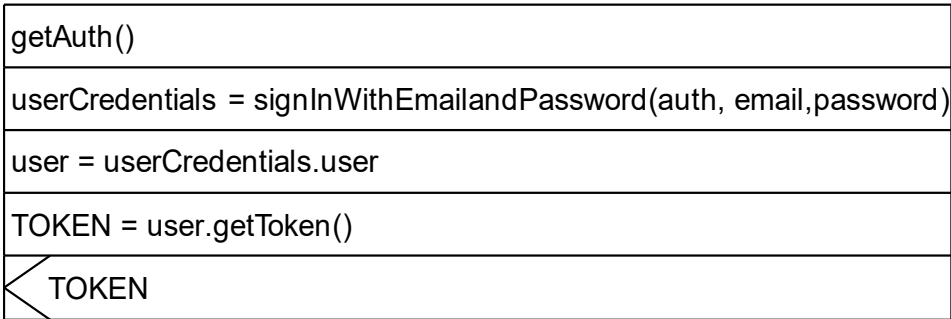 getAuth()
userCredentials = signInWithEmailandPassword(auth, email,password)
user = userCredentials.user
TOKEN = user.getToken()
TOKEN